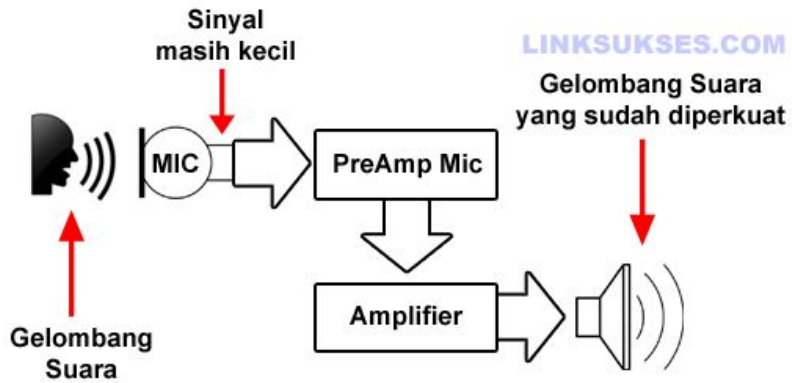 Sinyal
masih kecil
LINKSUKSES.COM
Gelombang Suara
yang sudah diperkuat
MIC
PreAmp Mic
Amplifier
Gelombang
Suara